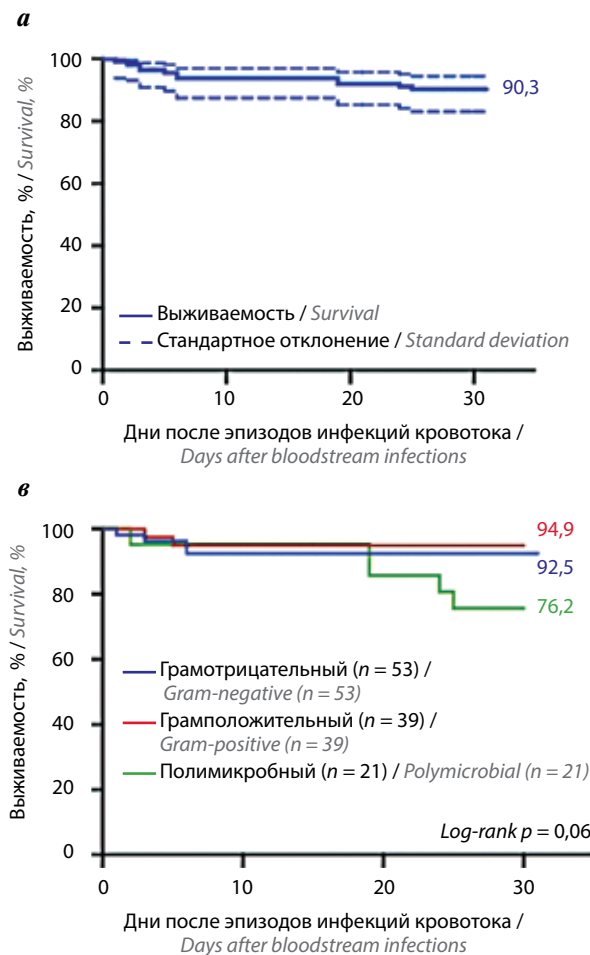 а
Выживаемость, % / Survival, %
100
80
60
40
20
0
90,3
Выживаемость / Survival
Стандартное отклонение / Standard deviation
0 10 20 30
Дни после эпизодов инфекций кровотока /
Days after bloodstream infections
в
Выживаемость, % / Survival, %
100
80
60
40
20
0
94,9
92,5
76,2
Грамотрицательный (n = 53) /
Gram-negative (n = 53)
Грамположительный (n = 39) /
Gram-positive (n = 39)
Полимикробный (n = 21) / Polymicrobial (n = 21)
Log-rank p = 0,06
0 10 20 30
Дни после эпизодов инфекций кровотока /
Days after bloodstream infections